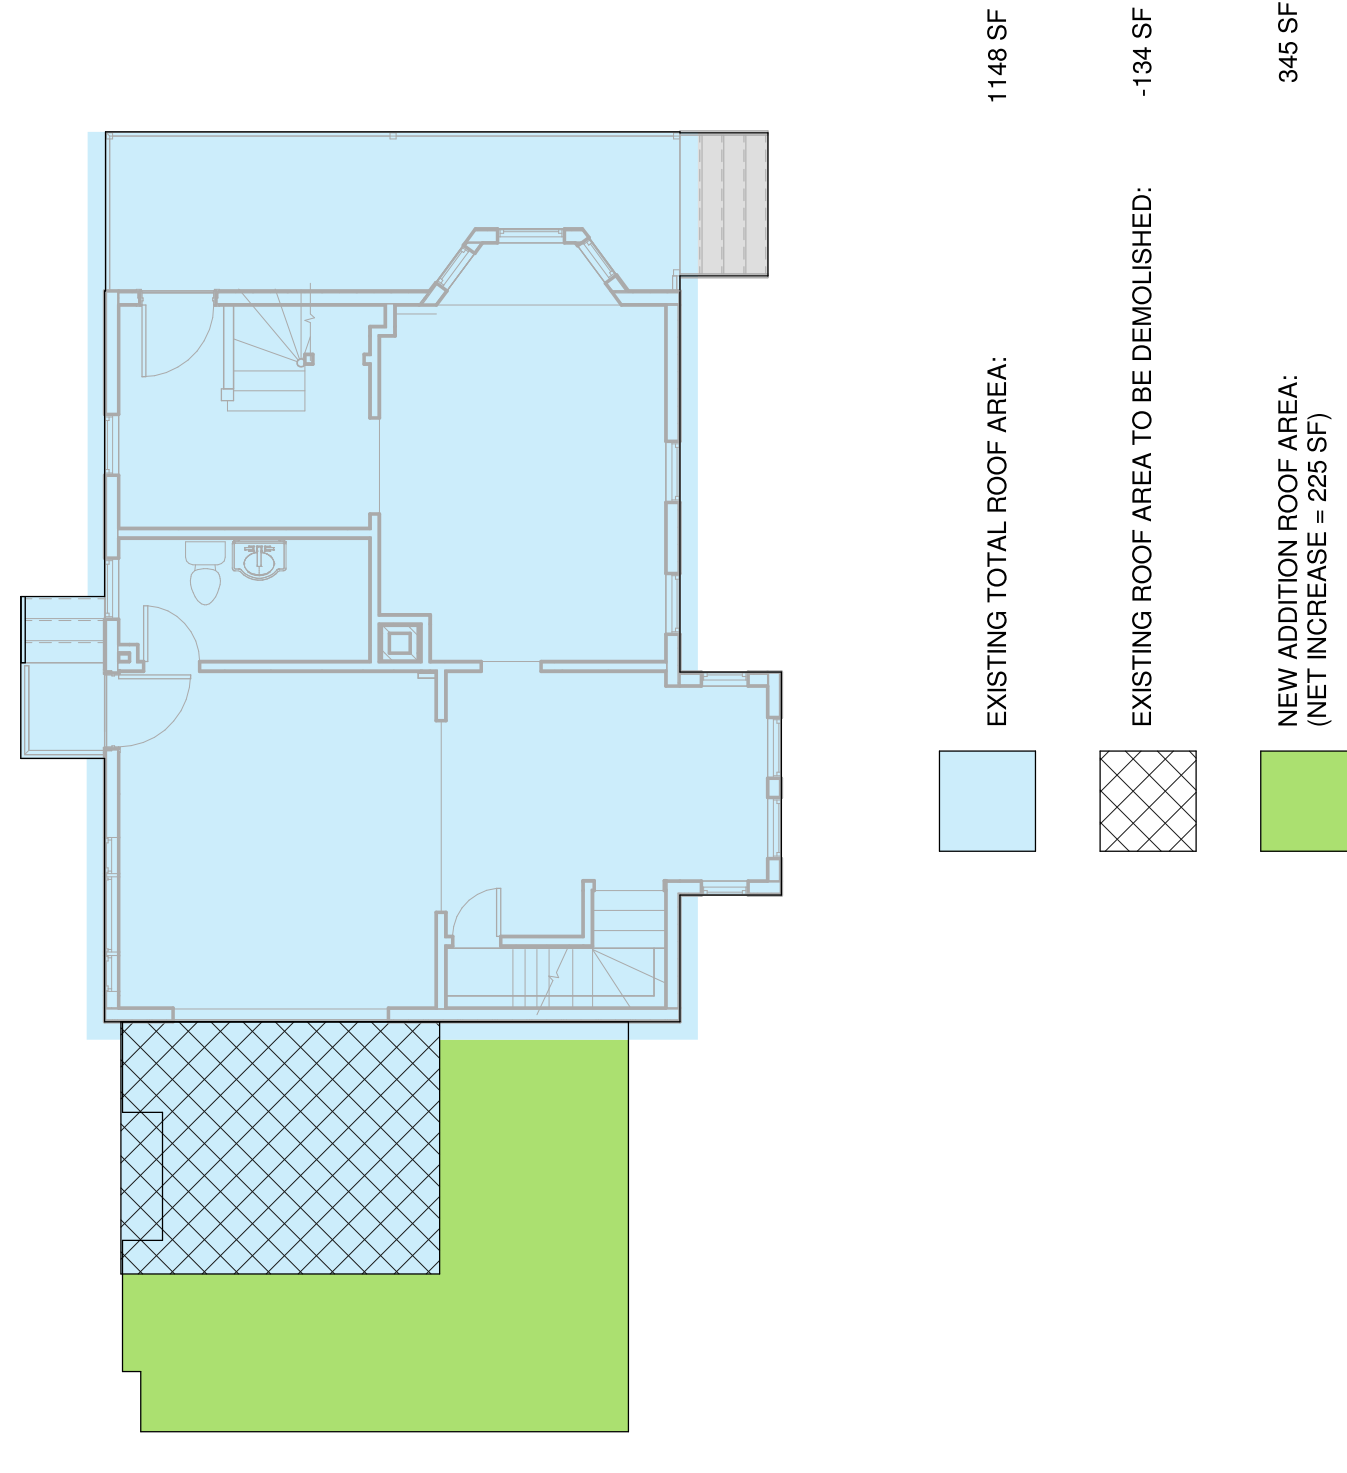 EXISTING TOTAL ROOF AREA: 1148 SF
EXISTING ROOF AREA TO BE DEMOLISHED: -134 SF
NEW ADDITION ROOF AREA: 345 SF
(NET INCREASE = 225 SF)